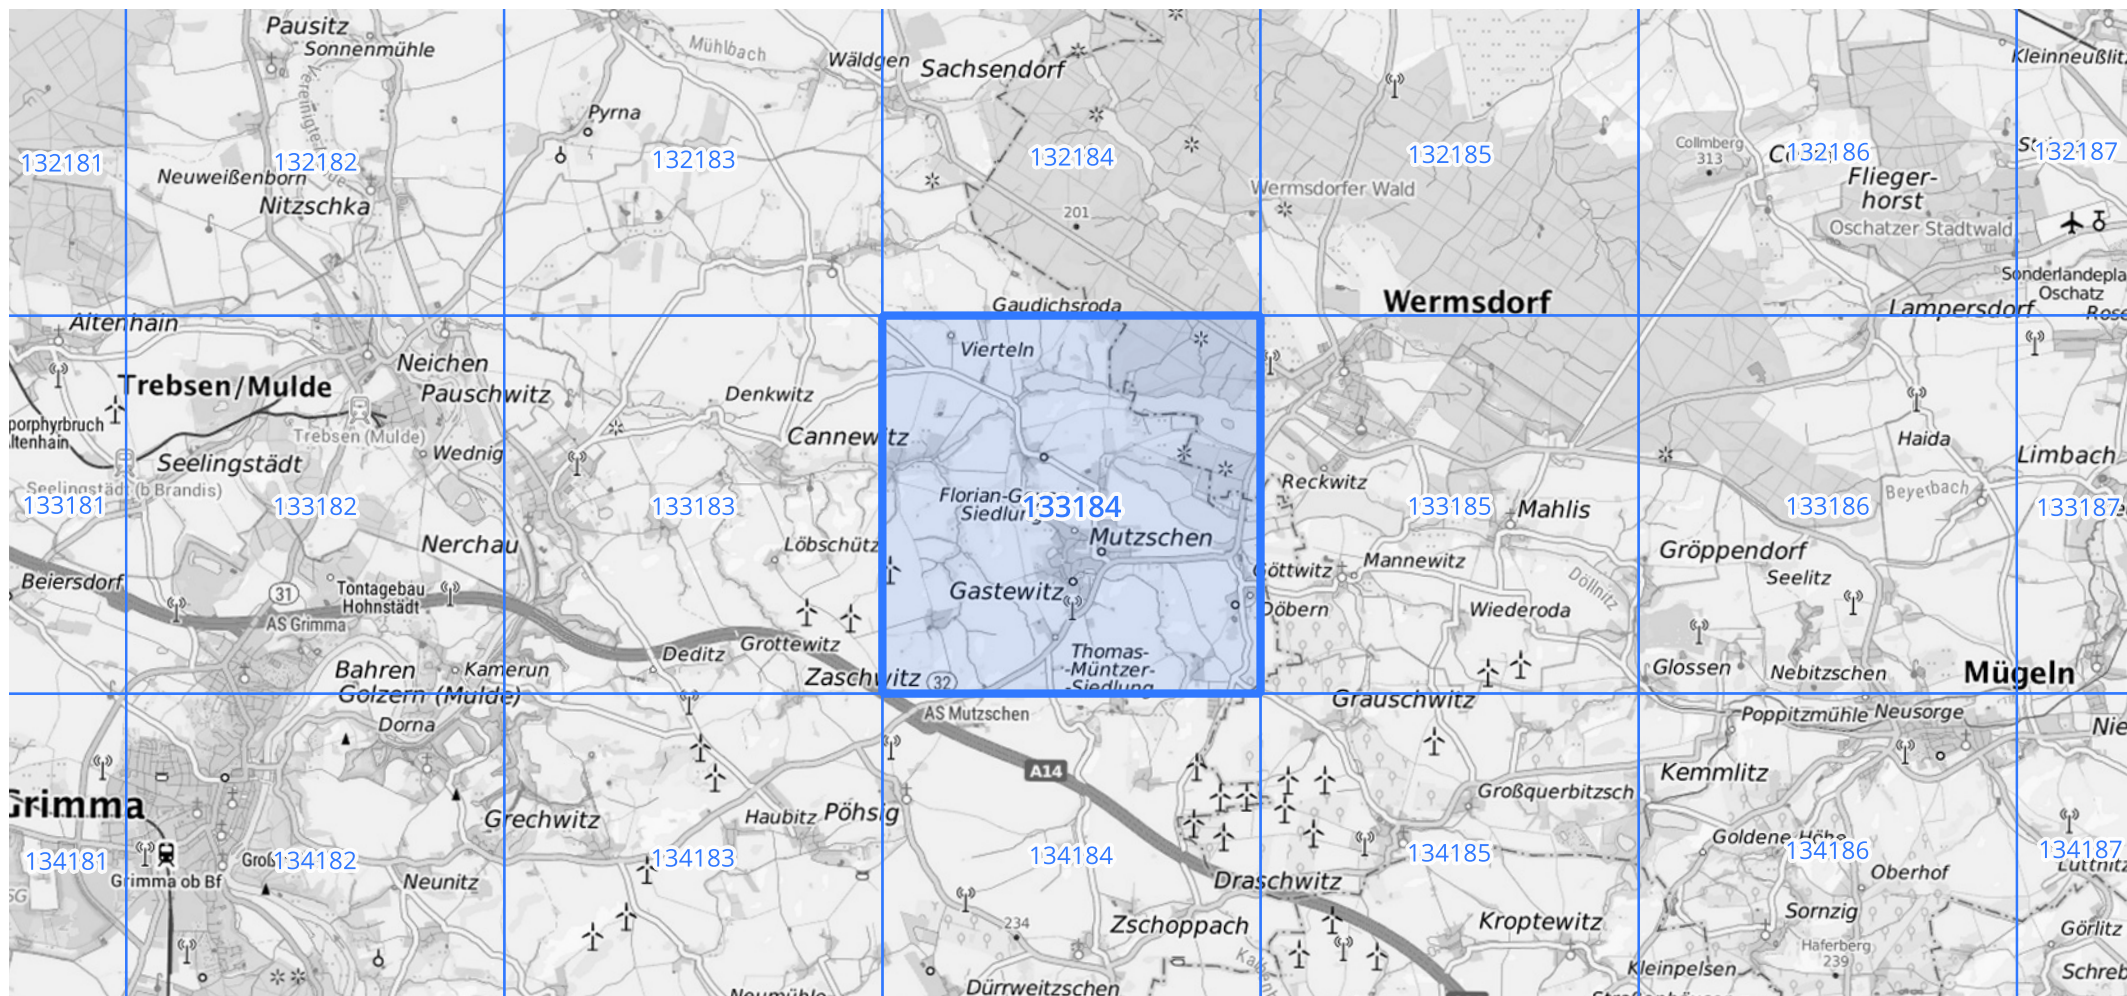 Pausitz
Sonnenmühle
Mühlbach
Wäldgen
Sachsendorf
Pyrna
Collmberg
313
132181
132182
132183
132184
132185
132186
132187
Neuweißenborn
Nitzschka
Wermsdorfer Wald
Flieger-
horst
201
Oschatzer Stadtwald
Sonderlandepla
Oschatz
Gaudichsroda
Wermsdorf
Lampersdorf
Altenhain
Neichen
Vierteln
Trebsen/Mulde
Pauschwitz
Denkwitz
porphyrbruch
ltenhain
Trebsen (Mulde)
Cannewitz
Haida
Wednig
Seelingstädt
Limbach
Seelingstädt (b Brandis)
Reckwitz
Beyerbach
133181
133182
133183
Siedlung
133184
133185
Mahlis
133186
133187
Nerchau
Löbschütz
Mutzschen
Gröppendorf
Göttwitz
Mannewitz
Seelitz
Beiersdorf
31
Tontagebau
Hohnstädt
Gastewitz
Döllnitz
Döbern
Wiederoda
AS Grimma
Grottewitz
Deditz
Thomas-
-Müntzer-
-Siedlung
Bahren
Kamerun
Zaschwitz
32
Glossen
Nebitzschen
Mügeln
Golzern (Mulde)
Grauschwitz
Dorna
AS Mutzschen
Poppitzmühle
Neusorge
Nie
A14
Kemmlitz
Grimma
Großquerbitzsch
Grechwitz
Haubitz
Pöhsig
Goldene Höhe
134181
134182
134183
134184
134185
134186
134187
Grimma ob Bf
Neunitz
Draschwitz
Oberhof
234
Zschoppach
Kroptewitz
Sornzig
Görlitz
Haferberg
239
Kleinpelsen
Schreb
Dürrweitzschen
Neumühle